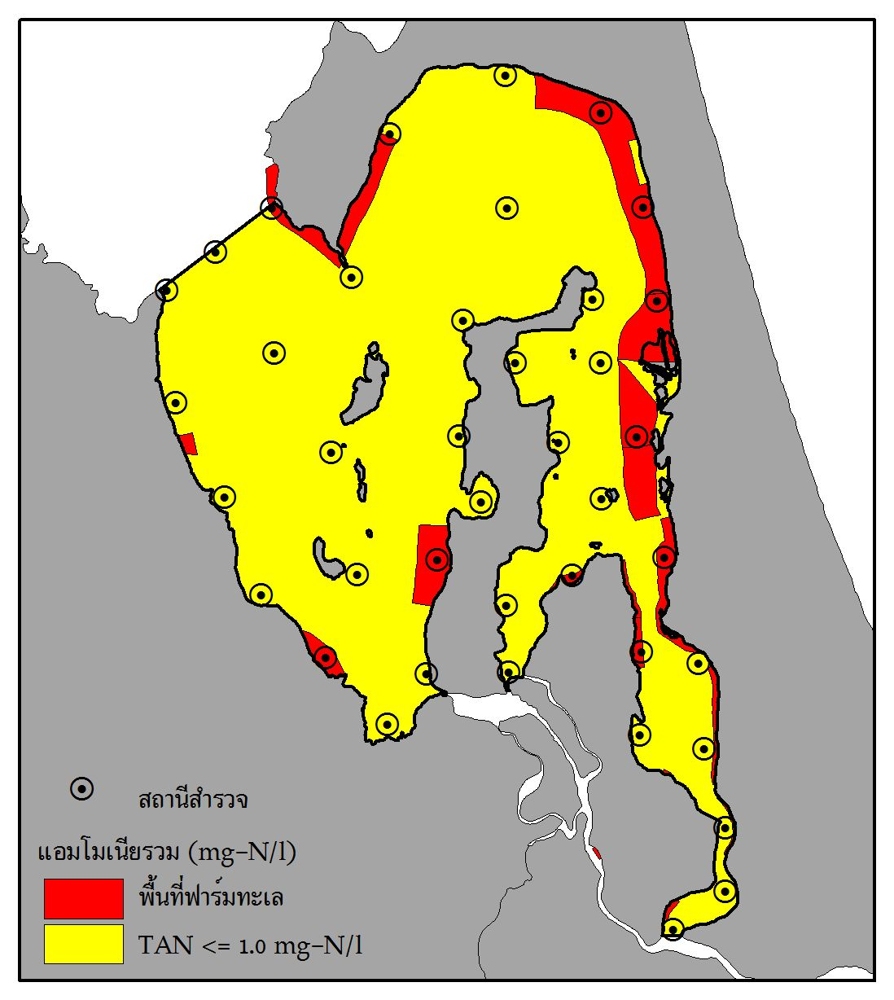 สถานีสำรวจ
แอมโมเนียรวม (mg-N/l)
พื้นที่ฟาร์มทะเล
TAN <= 1.0 mg-N/l